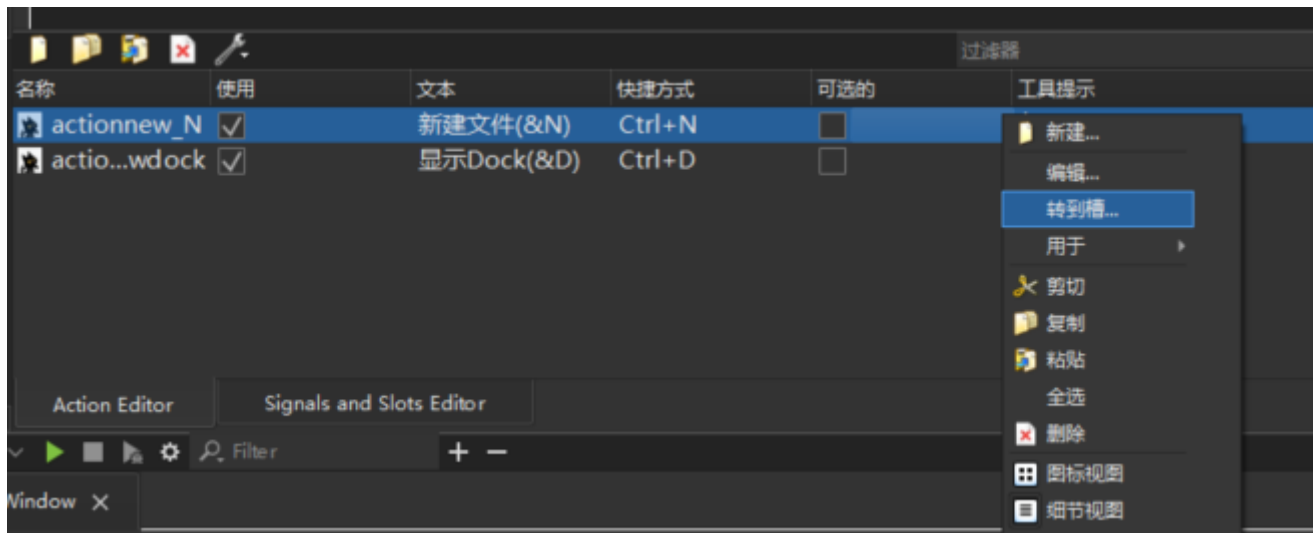 过滤器
名称 使用 文本 快捷方式 可选的 工具提示
actionnew_N 新建文件(&N) Ctrl+N
actio...wdock 显示Dock(&D) Ctrl+D
新建...
编辑...
转到槽...
用于
剪切
复制
粘贴
全选
删除
图标视图
细节视图
Action Editor Signals and Slots Editor
Filter
Window